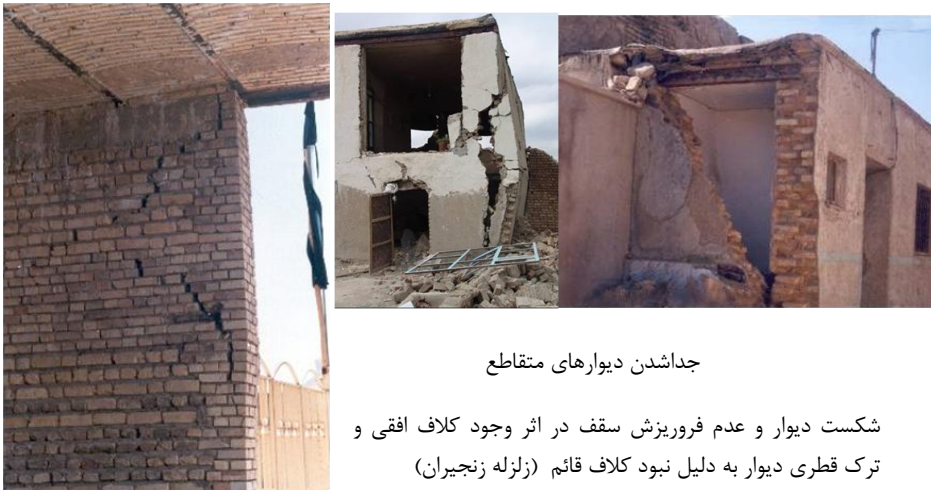 جداشدن دیوارهای متقاطع
شکست دیوار و عدم فروریزش سقف در اثر وجود کلاف افقی و
ترک قطری دیوار به دلیل نبود کلاف قائم (زلزله زنجیران)